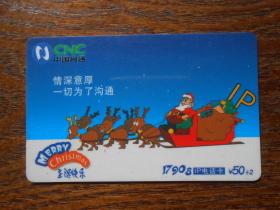 CNC
中国网通
情深意厚
一切为了沟通
IP
MERRY
Christmas
圣诞快乐
17908 IP电话卡 ¥50+2